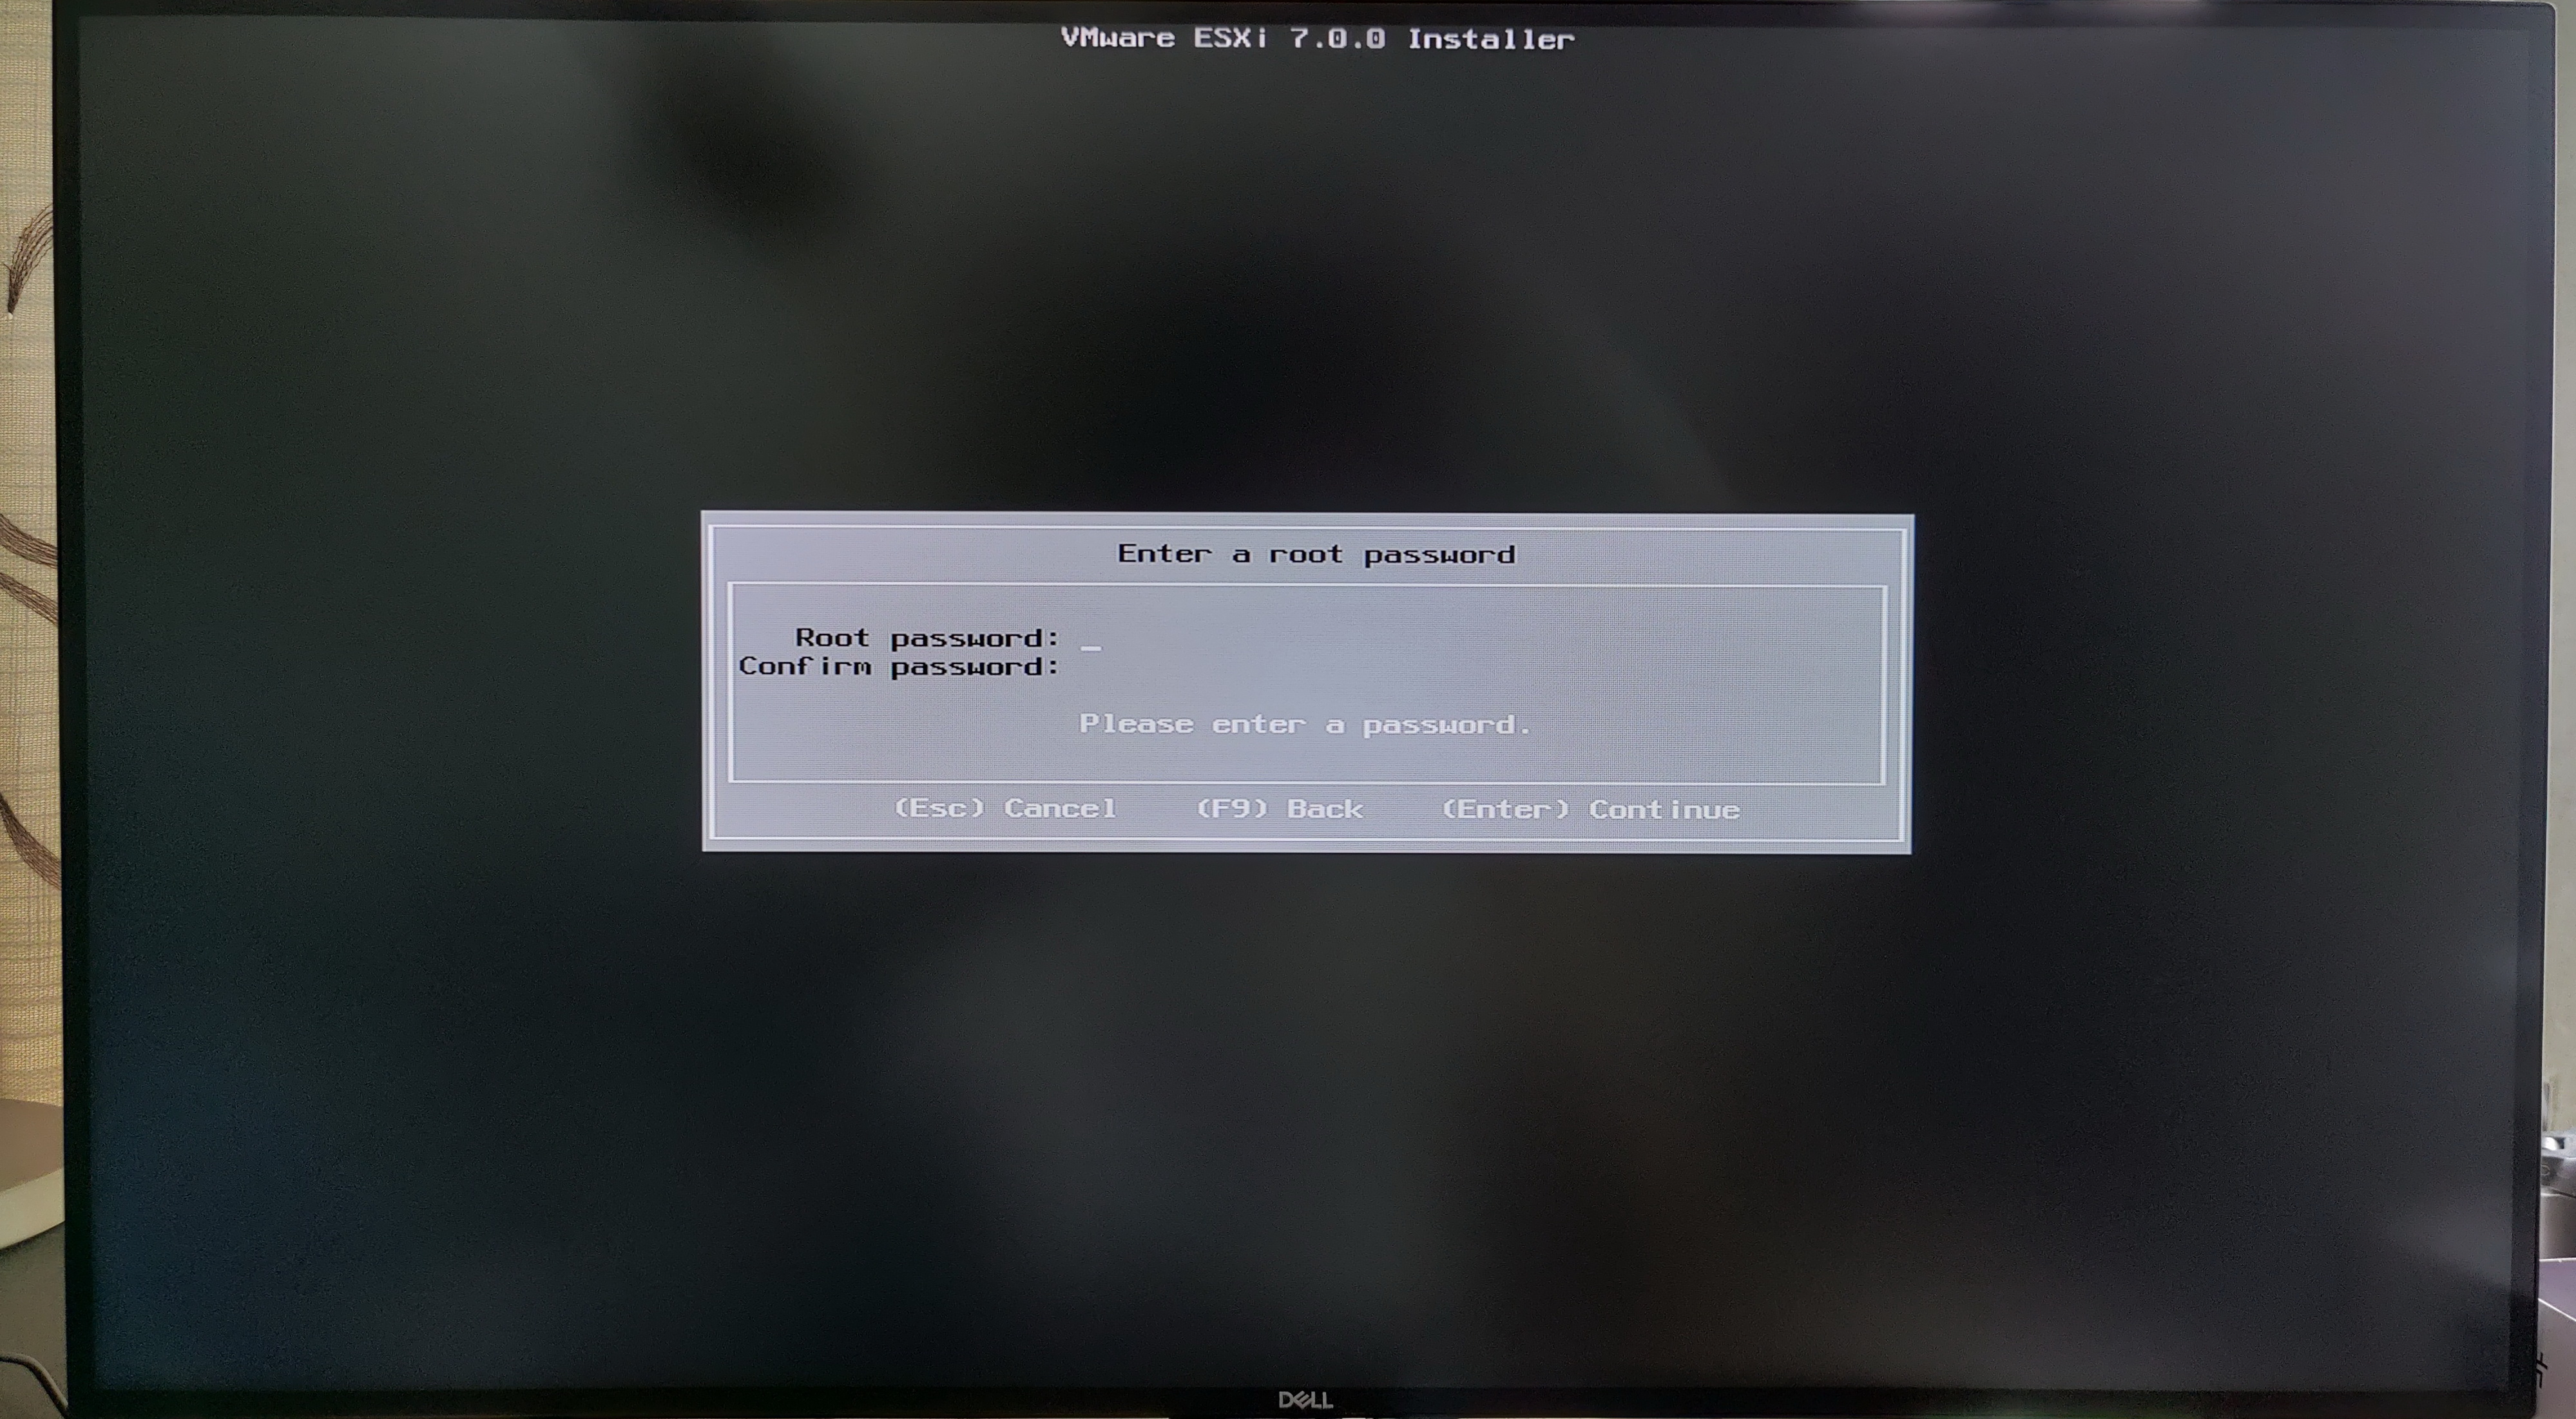 VMware ESXi 7.0.0 Installer
Enter a root password
Root password: _
Confirm password:
Please enter a password.
(Esc) Cancel (F9) Back (Enter) Continue
DELL